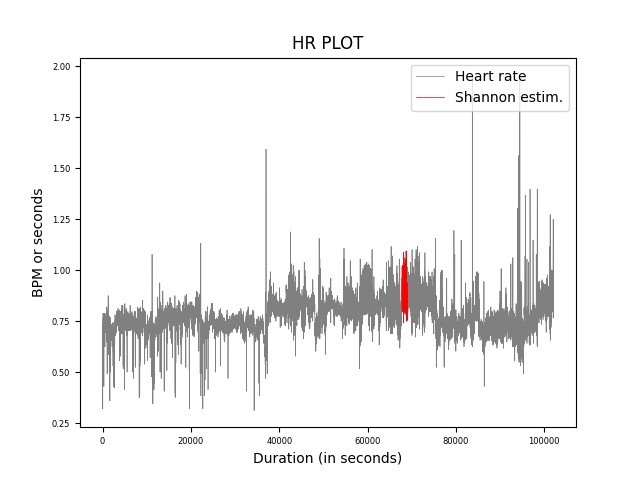 HR PLOT
Heart rate
Shannon estim.
BPM or seconds
2.00
1.75
1.50
1.25
1.00
0.75
0.50
0.25
0 20000 40000 60000 80000 100000
Duration (in seconds)